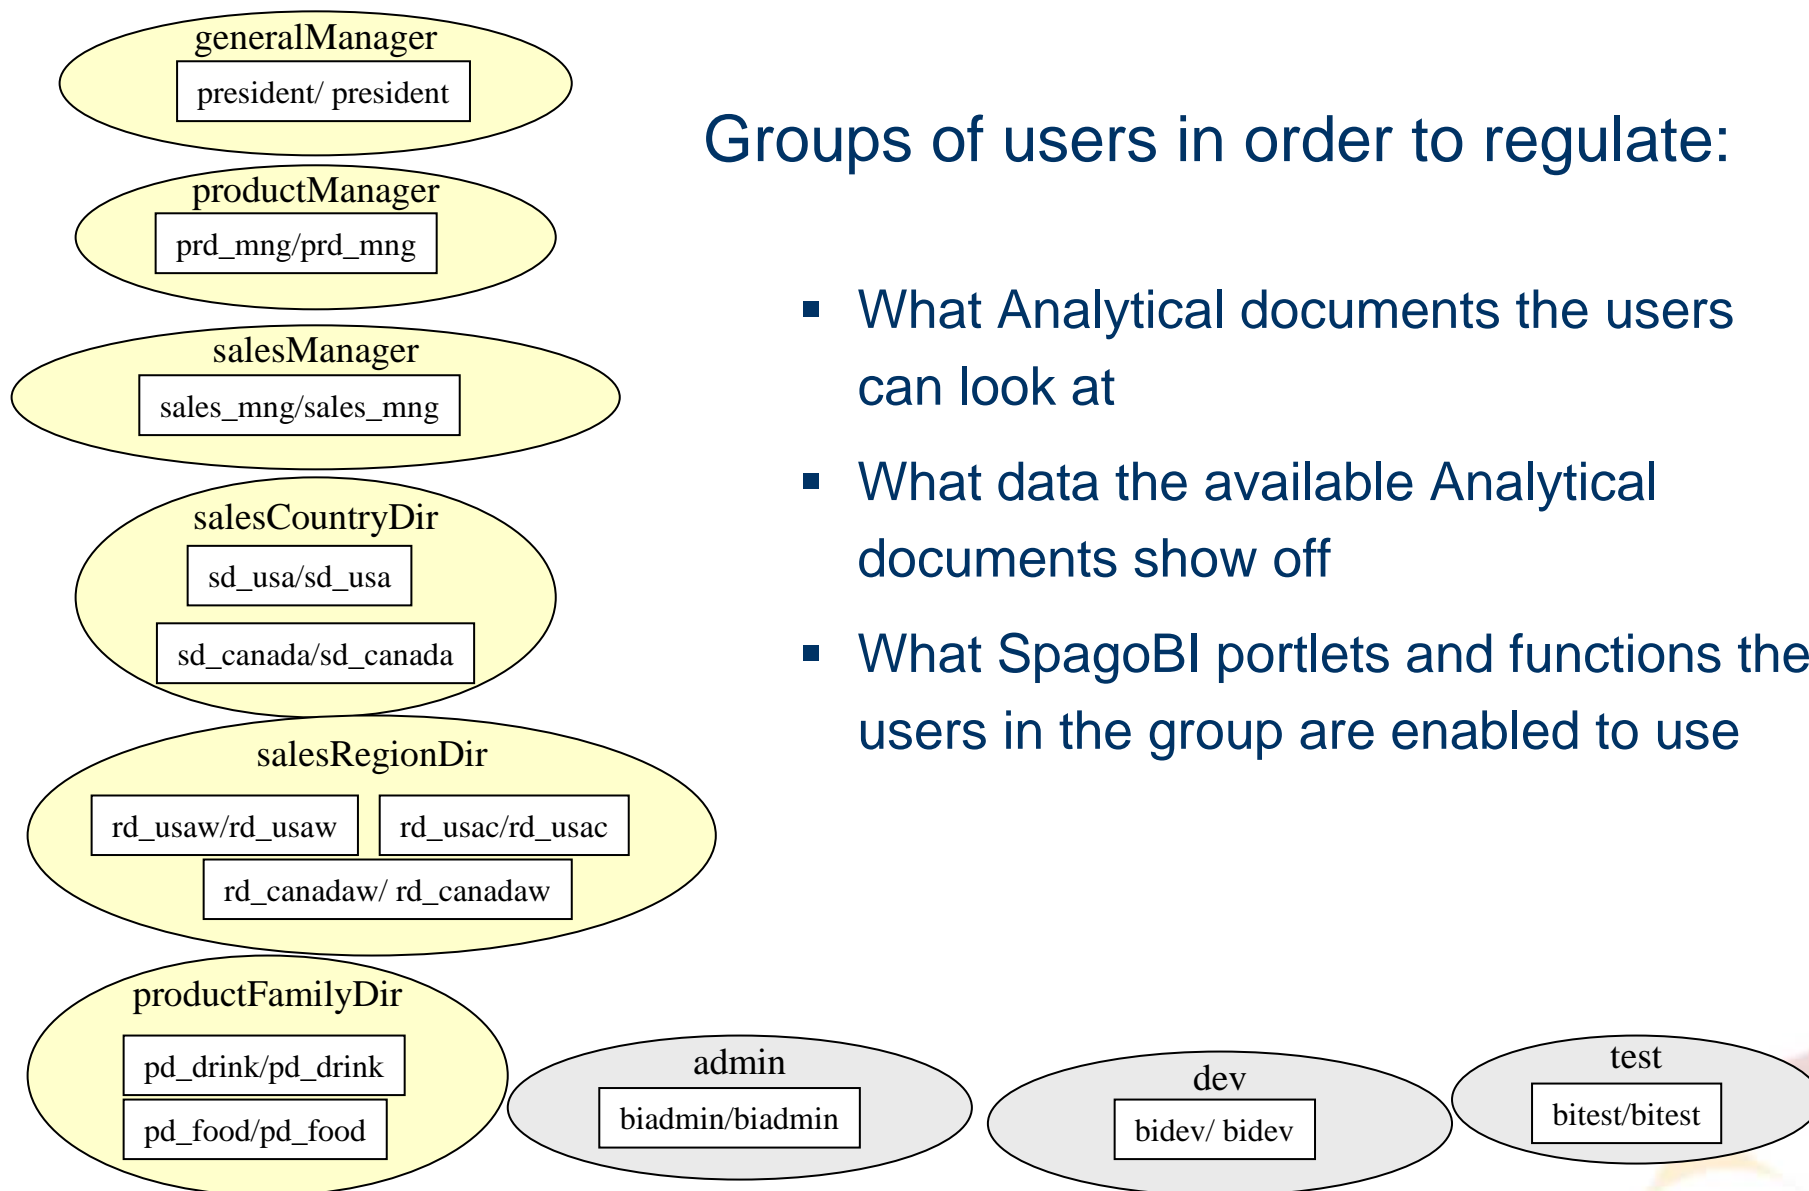 generalManager
president/ president
productManager
prd_mng/prd_mng
salesManager
sales_mng/sales_mng
salesCountryDir
sd_usa/sd_usa
sd_canada/sd_canada
salesRegionDir
rd_usaw/rd_usaw
rd_usac/rd_usac
rd_canadaw/ rd_canadaw
productFamilyDir
pd_drink/pd_drink
pd_food/pd_food
admin
biadmin/biadmin
dev
bidev/ bidev
test
bitest/bitest
Groups of users in order to regulate:
▪ What Analytical documents the users
can look at
▪ What data the available Analytical
documents show off
▪ What SpagoBI portlets and functions the
users in the group are enabled to use